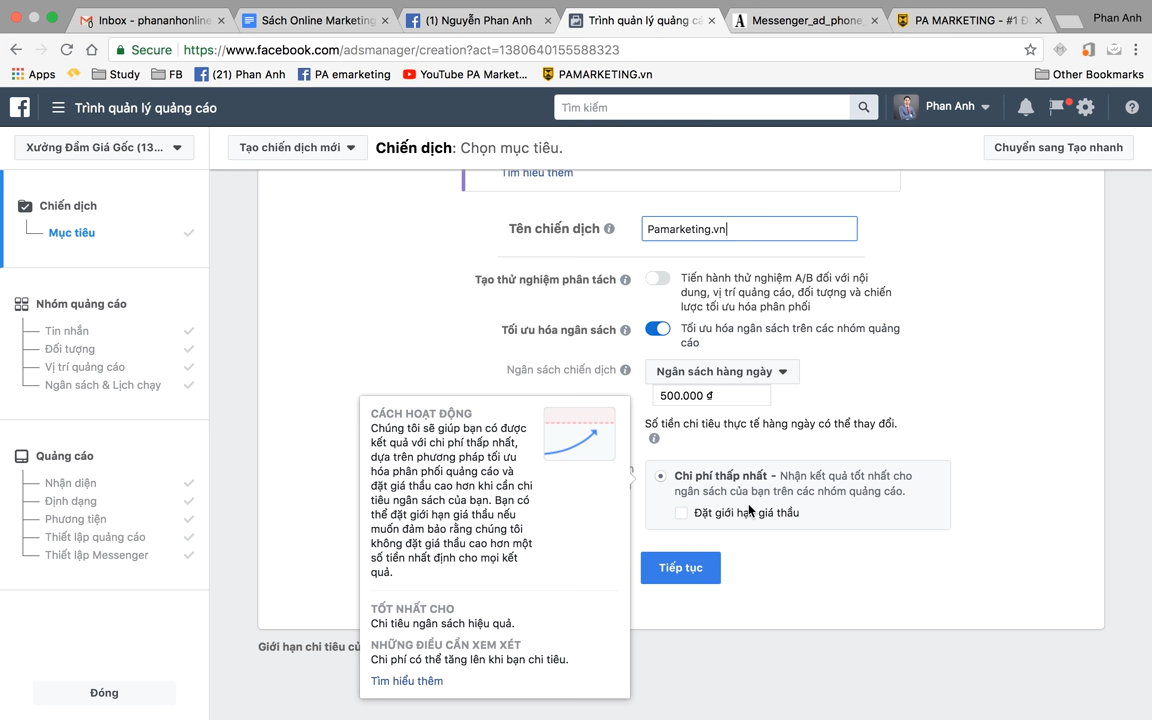 Inbox - phananhonline
Sách Online Marketing
(1) Nguyễn Phan Anh
Trình quản lý quảng cá
Messenger_ad_phone
PA MARKETING - #1 Đ
Phan Anh
Secure
https://www.facebook.com/adsmanager/creation?act=1380640155588323
Apps
Study
FB
(21) Phan Anh
PA emarketing
YouTube PA Market...
PAMARKETING.vn
Other Bookmarks
Trình quản lý quảng cáo
Tìm kiếm
Phan Anh
Xưởng Đầm Giá Gốc (13...
Tạo chiến dịch mới
Chiến dịch: Chọn mục tiêu.
Chuyển sang Tạo nhanh
Chiến dịch
Mục tiêu
Nhóm quảng cáo
Tin nhắn
Đối tượng
Vị trí quảng cáo
Ngân sách & Lịch chạy
Quảng cáo
Nhận diện
Định dạng
Phương tiện
Thiết lập quảng cáo
Thiết lập Messenger
Đóng
Tìm hiểu thêm
Tên chiến dịch
Pamarketing.vn
Tạo thử nghiệm phân tách
Tiến hành thử nghiệm A/B đối với nội
dung, vị trí quảng cáo, đối tượng và chiến
lược tối ưu hóa phân phối
Tối ưu hóa ngân sách
Tối ưu hóa ngân sách trên các nhóm quảng
cáo
Ngân sách chiến dịch
Ngân sách hàng ngày
500.000 ₫
Số tiền chi tiêu thực tế hàng ngày có thể thay đổi.
Chi phí thấp nhất - Nhận kết quả tốt nhất cho
ngân sách của bạn trên các nhóm quảng cáo.
Đặt giới hạn giá thầu
Tiếp tục
CÁCH HOẠT ĐỘNG
Chúng tôi sẽ giúp bạn có được
kết quả với chi phí thấp nhất,
dựa trên phương pháp tối ưu
hóa phân phối quảng cáo và
đặt giá thầu cao hơn khi cần chi
tiêu ngân sách của bạn. Bạn có
thể đặt giới hạn giá thầu nếu
muốn đảm bảo rằng chúng tôi
không đặt giá thầu cao hơn một
số tiền nhất định cho mọi kết
quả.
TỐT NHẤT CHO
Chi tiêu ngân sách hiệu quả.
NHỮNG ĐIỀU CẦN XEM XÉT
Chi phí có thể tăng lên khi bạn chi tiêu.
Tìm hiểu thêm
Giới hạn chi tiêu củ